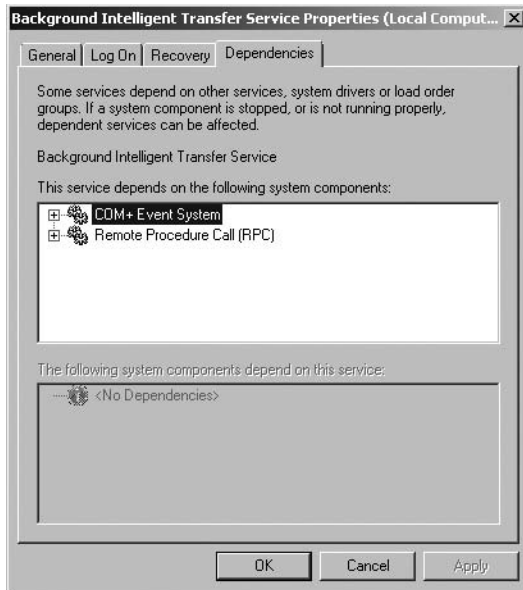 Background Intelligent Transfer Service Properties (Local Comput...
General Log On Recovery Dependencies
Some services depend on other services, system drivers or load order
groups. If a system component is stopped, or is not running properly,
dependent services can be affected.
Background Intelligent Transfer Service
This service depends on the following system components:
COM+ Event System
Remote Procedure Call (RPC)
The following system components depend on this service:
<No Dependencies>
OK Cancel Apply